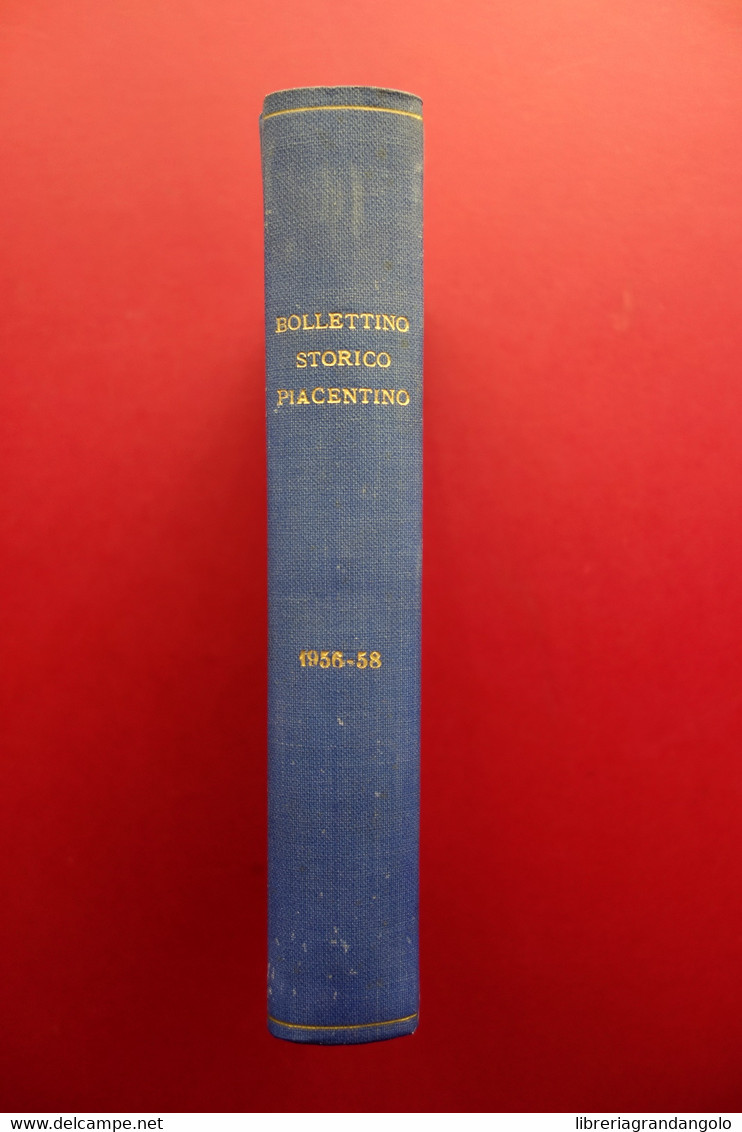 BOLLETTINO
STORICO
PIACENTINO
1956-58
www.delcampe.net
libreriagrandangolo